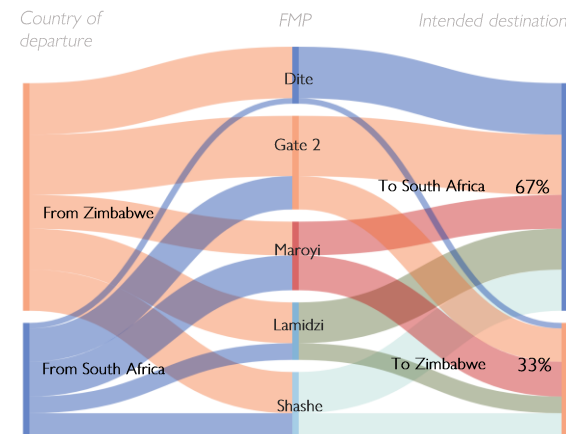 Country of
departure
FMP
Intended destination
Dite
Gate 2
To South Africa 67%
From Zimbabwe
Maroyi
Lamidzi
From South Africa
To Zimbabwe 33%
Shashe